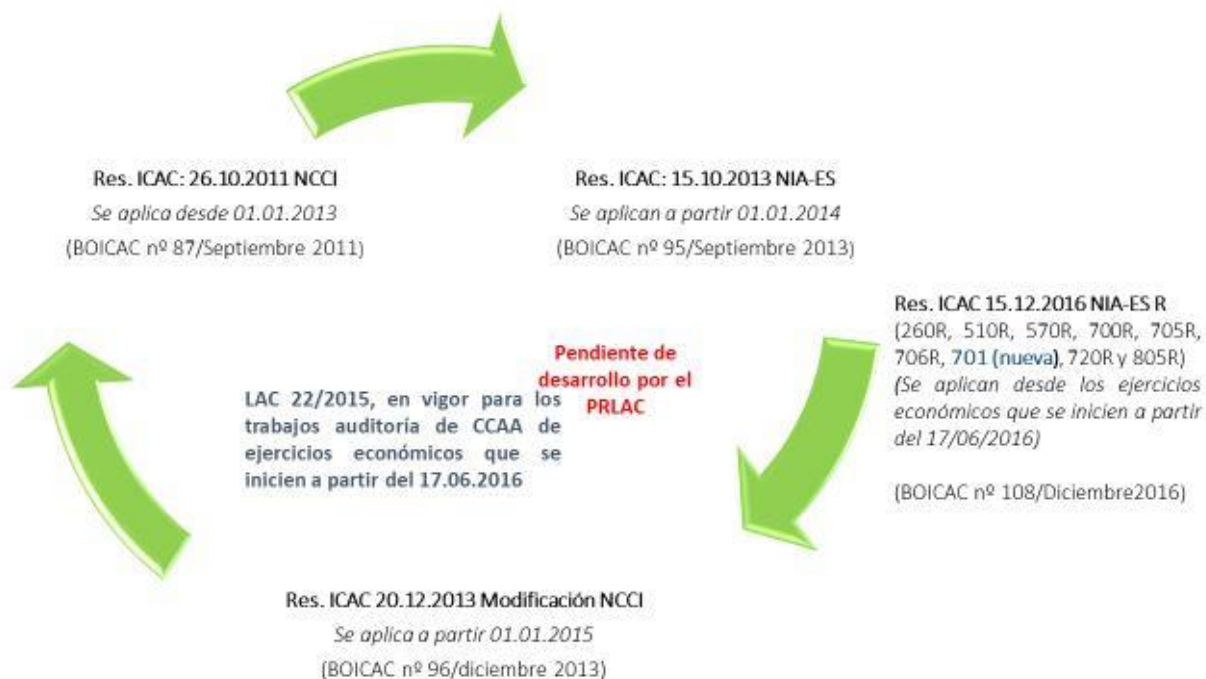 Res. ICAC: 26.10.2011 NCCI
Se aplica desde 01.01.2013
(BOICAC nº 87/Septiembre 2011)
Res. ICAC: 15.10.2013 NIA-ES
Se aplican a partir 01.01.2014
(BOICAC nº 95/Septiembre 2013)
Res. ICAC 15.12.2016 NIA-ES R
(260R, 510R, 570R, 700R, 705R,
706R, 701 (nueva), 720R y 805R)
(Se aplican desde los ejercicios
económicos que se inicien a partir
del 17/06/2016)
(BOICAC nº 108/Diciembre2016)
Pendiente de
desarrollo por el
PRLAC
LAC 22/2015, en vigor para los
trabajos auditoría de CCAA de
ejercicios económicos que se
inicien a partir del 17.06.2016
Res. ICAC 20.12.2013 Modificación NCCI
Se aplica a partir 01.01.2015
(BOICAC nº 96/diciembre 2013)